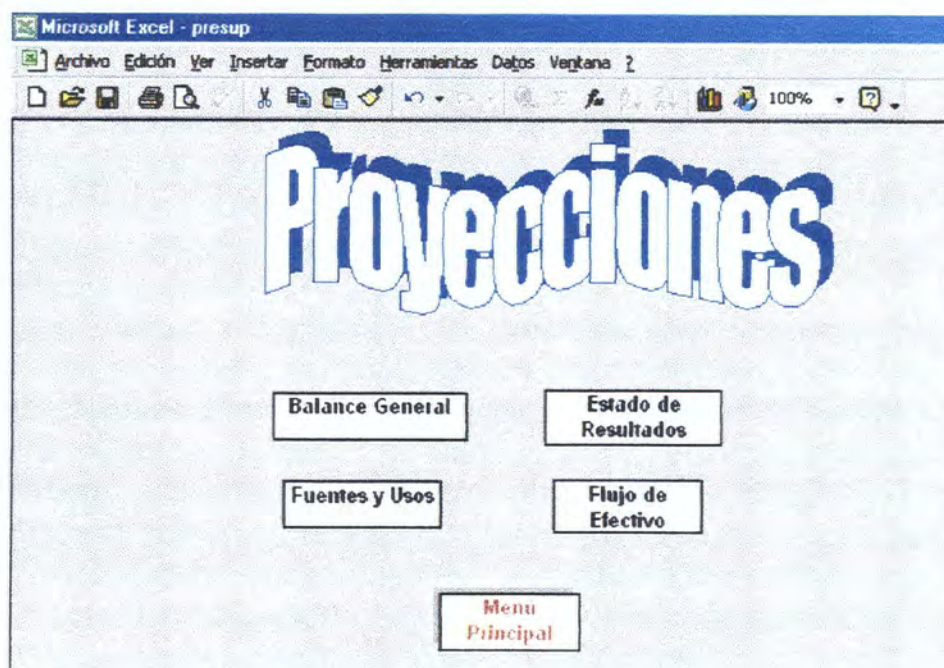 Microsoft Excel - presup
Archivo Edición Ver Insertar Formato Herramientas Datos Ventana ?
100%
Proyecciones
Balance General
Estado de
Resultados
Fuentes y Usos
Flujo de
Efectivo
Menu
Principal